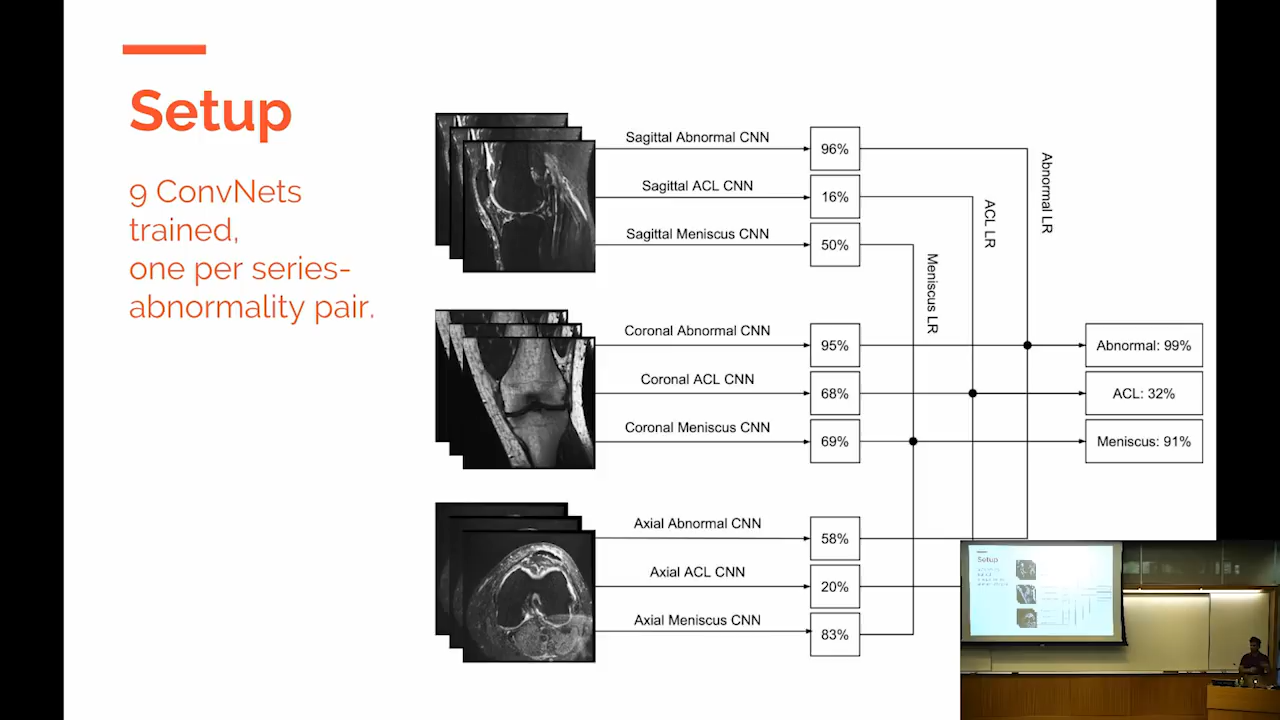 Setup
9 ConvNets
trained,
one per series-
abnormality pair.
Sagittal Abnormal CNN
96%
Sagittal ACL CNN
16%
Sagittal Meniscus CNN
50%
Abnormal LR
ACL LR
Meniscus LR
Coronal Abnormal CNN
95%
Abnormal: 99%
Coronal ACL CNN
68%
ACL: 32%
Coronal Meniscus CNN
69%
Meniscus: 91%
Axial Abnormal CNN
58%
Axial ACL CNN
20%
Axial Meniscus CNN
83%
Setup